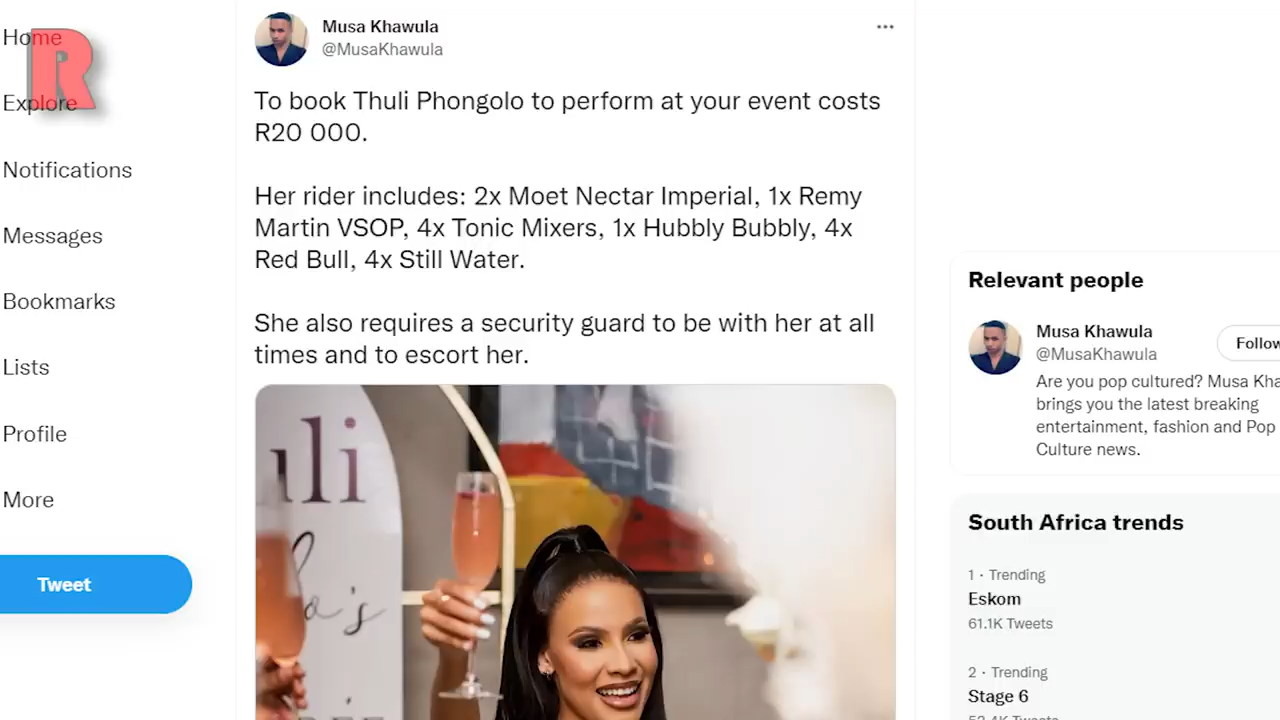 Home
R
Explore
Notifications
Messages
Bookmarks
Lists
Profile
More
Tweet
Musa Khawula
@MusaKhawula
To book Thuli Phongolo to perform at your event costs
R20 000.
Her rider includes: 2x Moet Nectar Imperial, 1x Remy
Martin VSOP, 4x Tonic Mixers, 1x Hubbly Bubbly, 4x
Red Bull, 4x Still Water.
She also requires a security guard to be with her at all
times and to escort her.
uli
o's
Relevant people
Musa Khawula
Follow
@MusaKhawula
Are you pop cultured? Musa Kha
brings you the latest breaking
entertainment, fashion and Pop
Culture news.
South Africa trends
1 · Trending
Eskom
61.1K Tweets
2 · Trending
Stage 6
52.4K Tweets